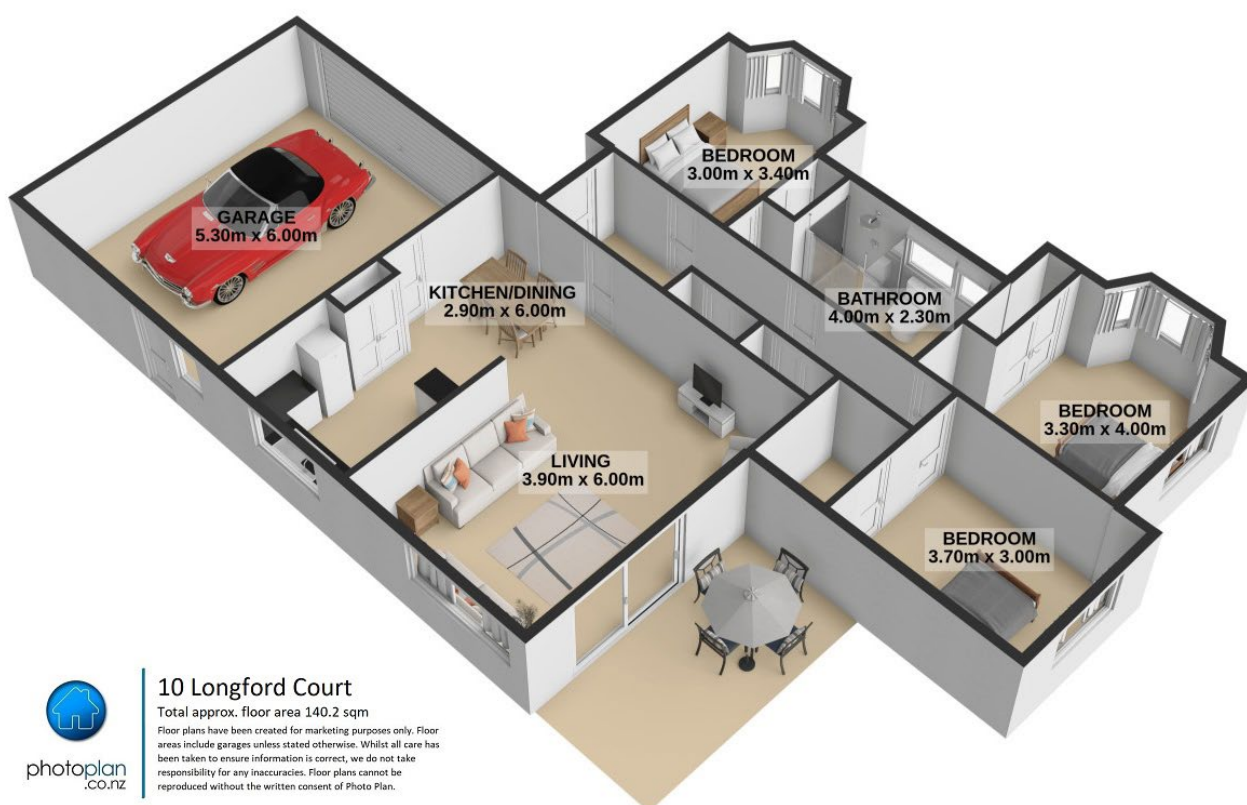 BEDROOM
3.00m x 3.40m
GARAGE
5.30m x 6.00m
KITCHEN/DINING
2.90m x 6.00m
BATHROOM
4.00m x 2.30m
BEDROOM
3.30m x 4.00m
LIVING
3.90m x 6.00m
BEDROOM
3.70m x 3.00m
photoplan
.co.nz
10 Longford Court
Total approx. floor area 140.2 sqm
Floor plans have been created for marketing purposes only. Floor
areas include garages unless stated otherwise. Whilst all care has
been taken to ensure information is correct, we do not take
responsibility for any inaccuracies. Floor plans cannot be
reproduced without the written consent of Photo Plan.